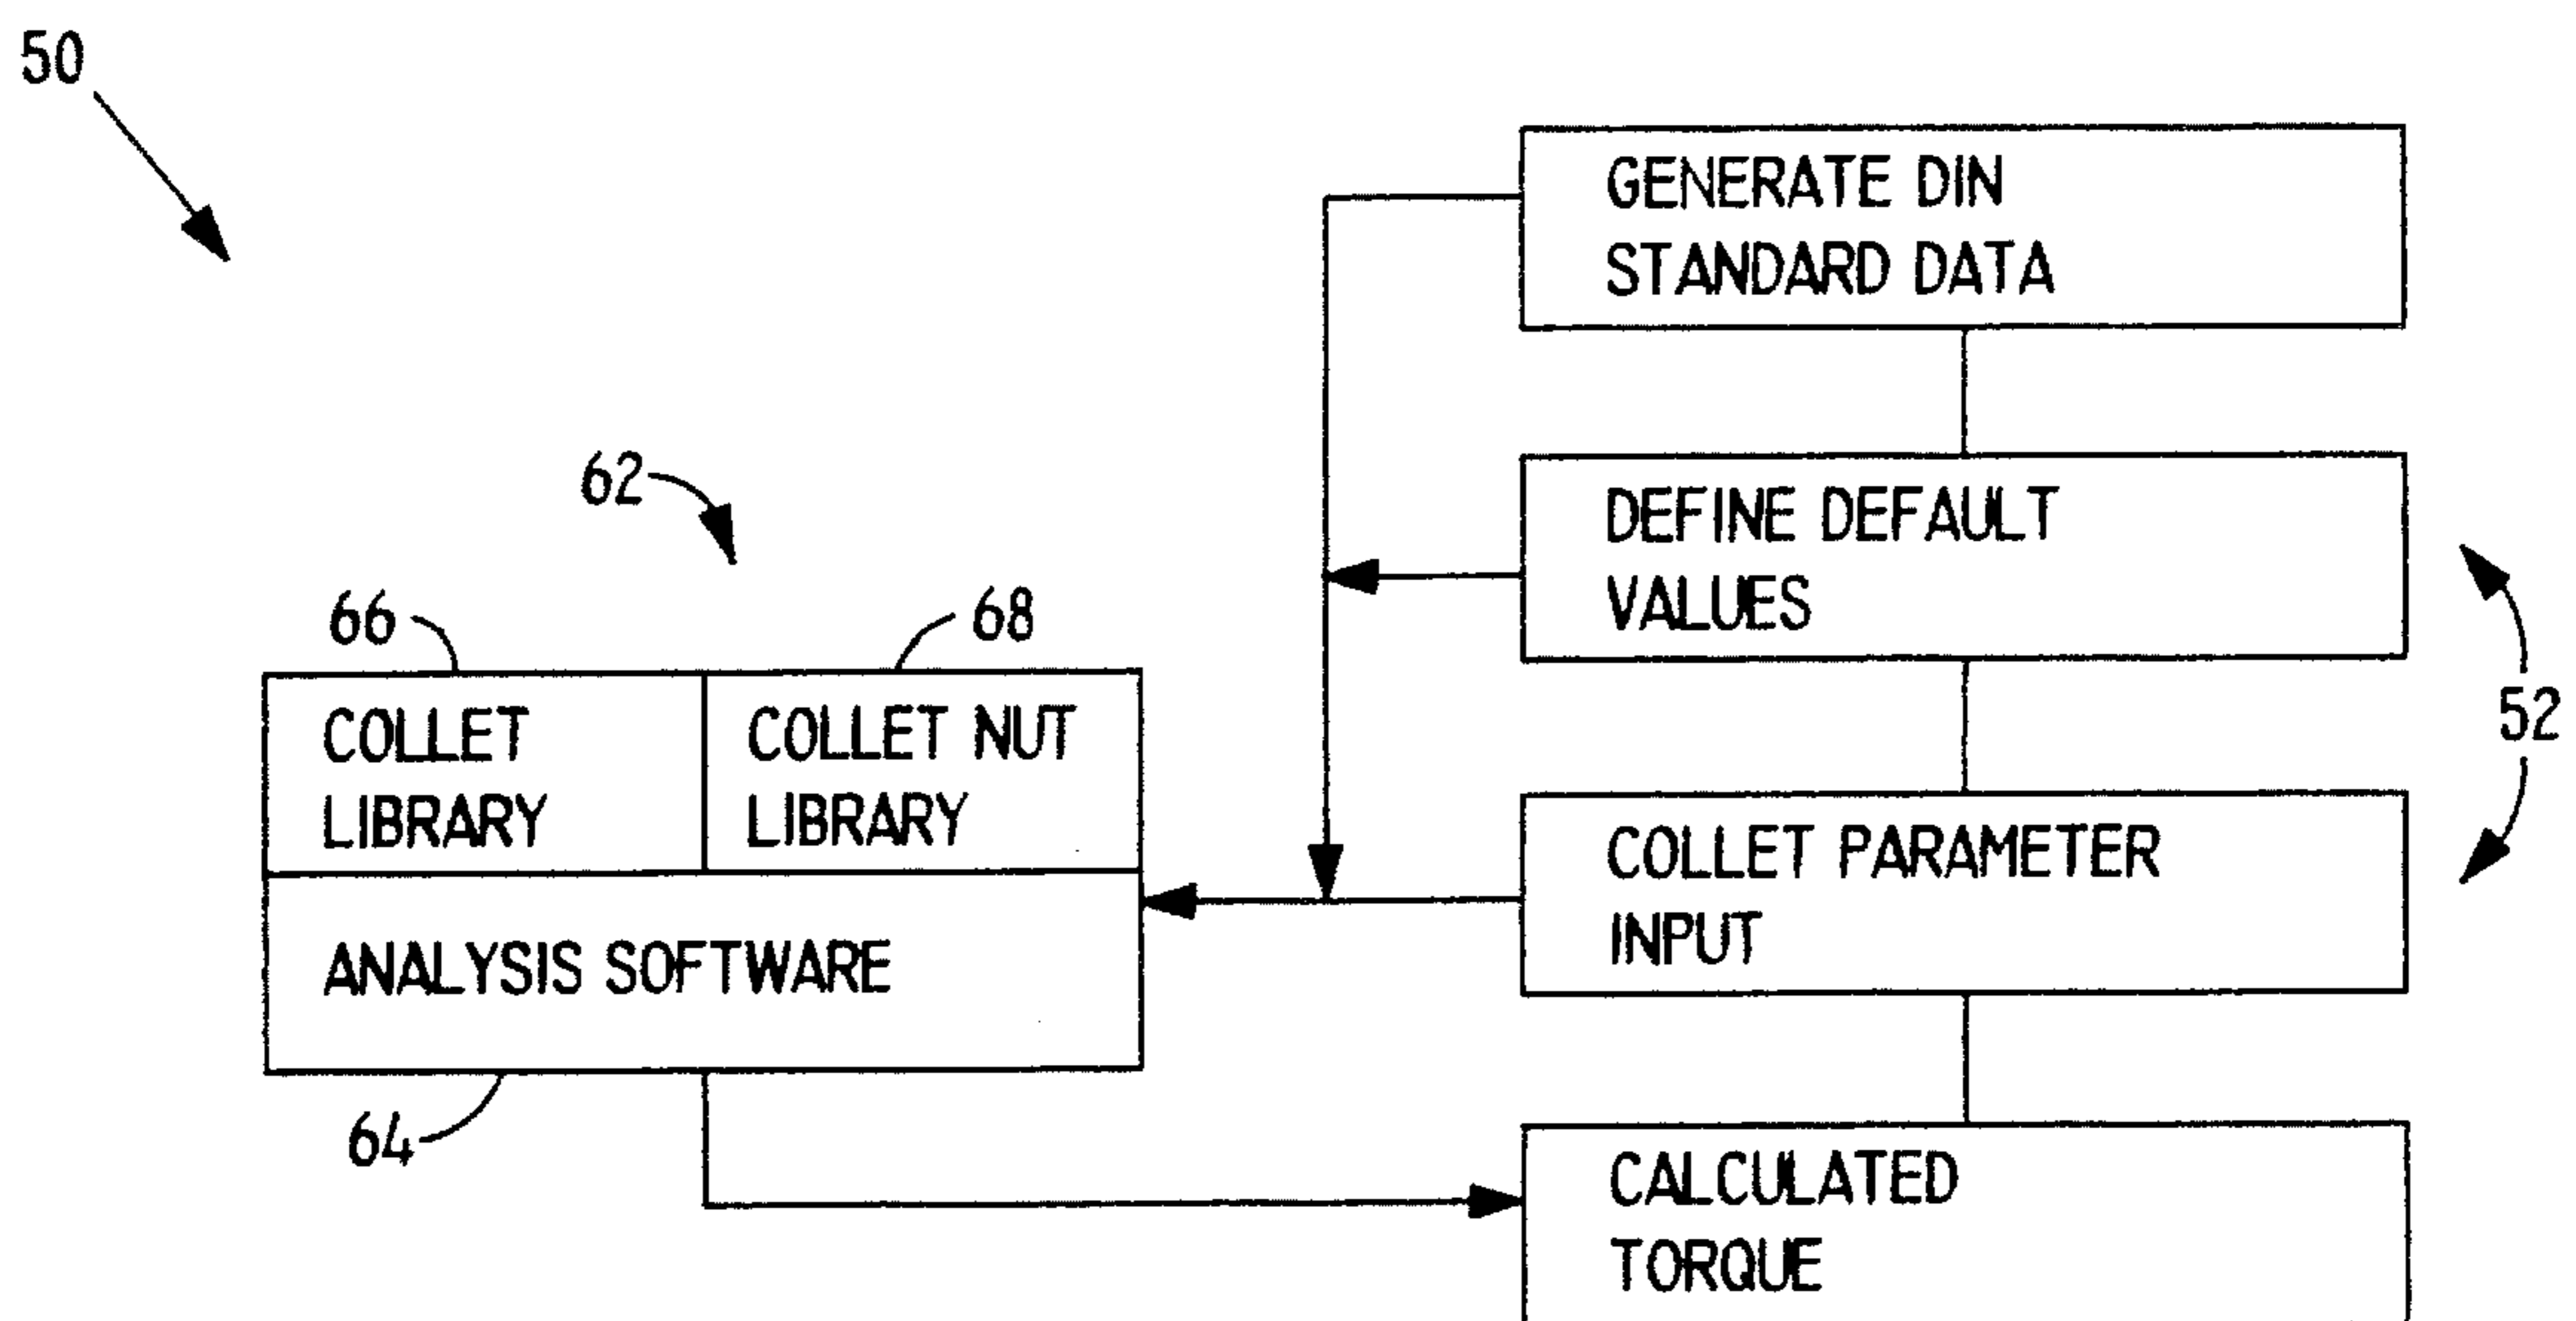 50
GENERATE DIN
STANDARD DATA
62
DEFINE DEFAULT
VALUES
66
68
52
COLLET
LIBRARY
COLLET NUT
LIBRARY
COLLET PARAMETER
INPUT
ANALYSIS SOFTWARE
64
CALCULATED
TORQUE